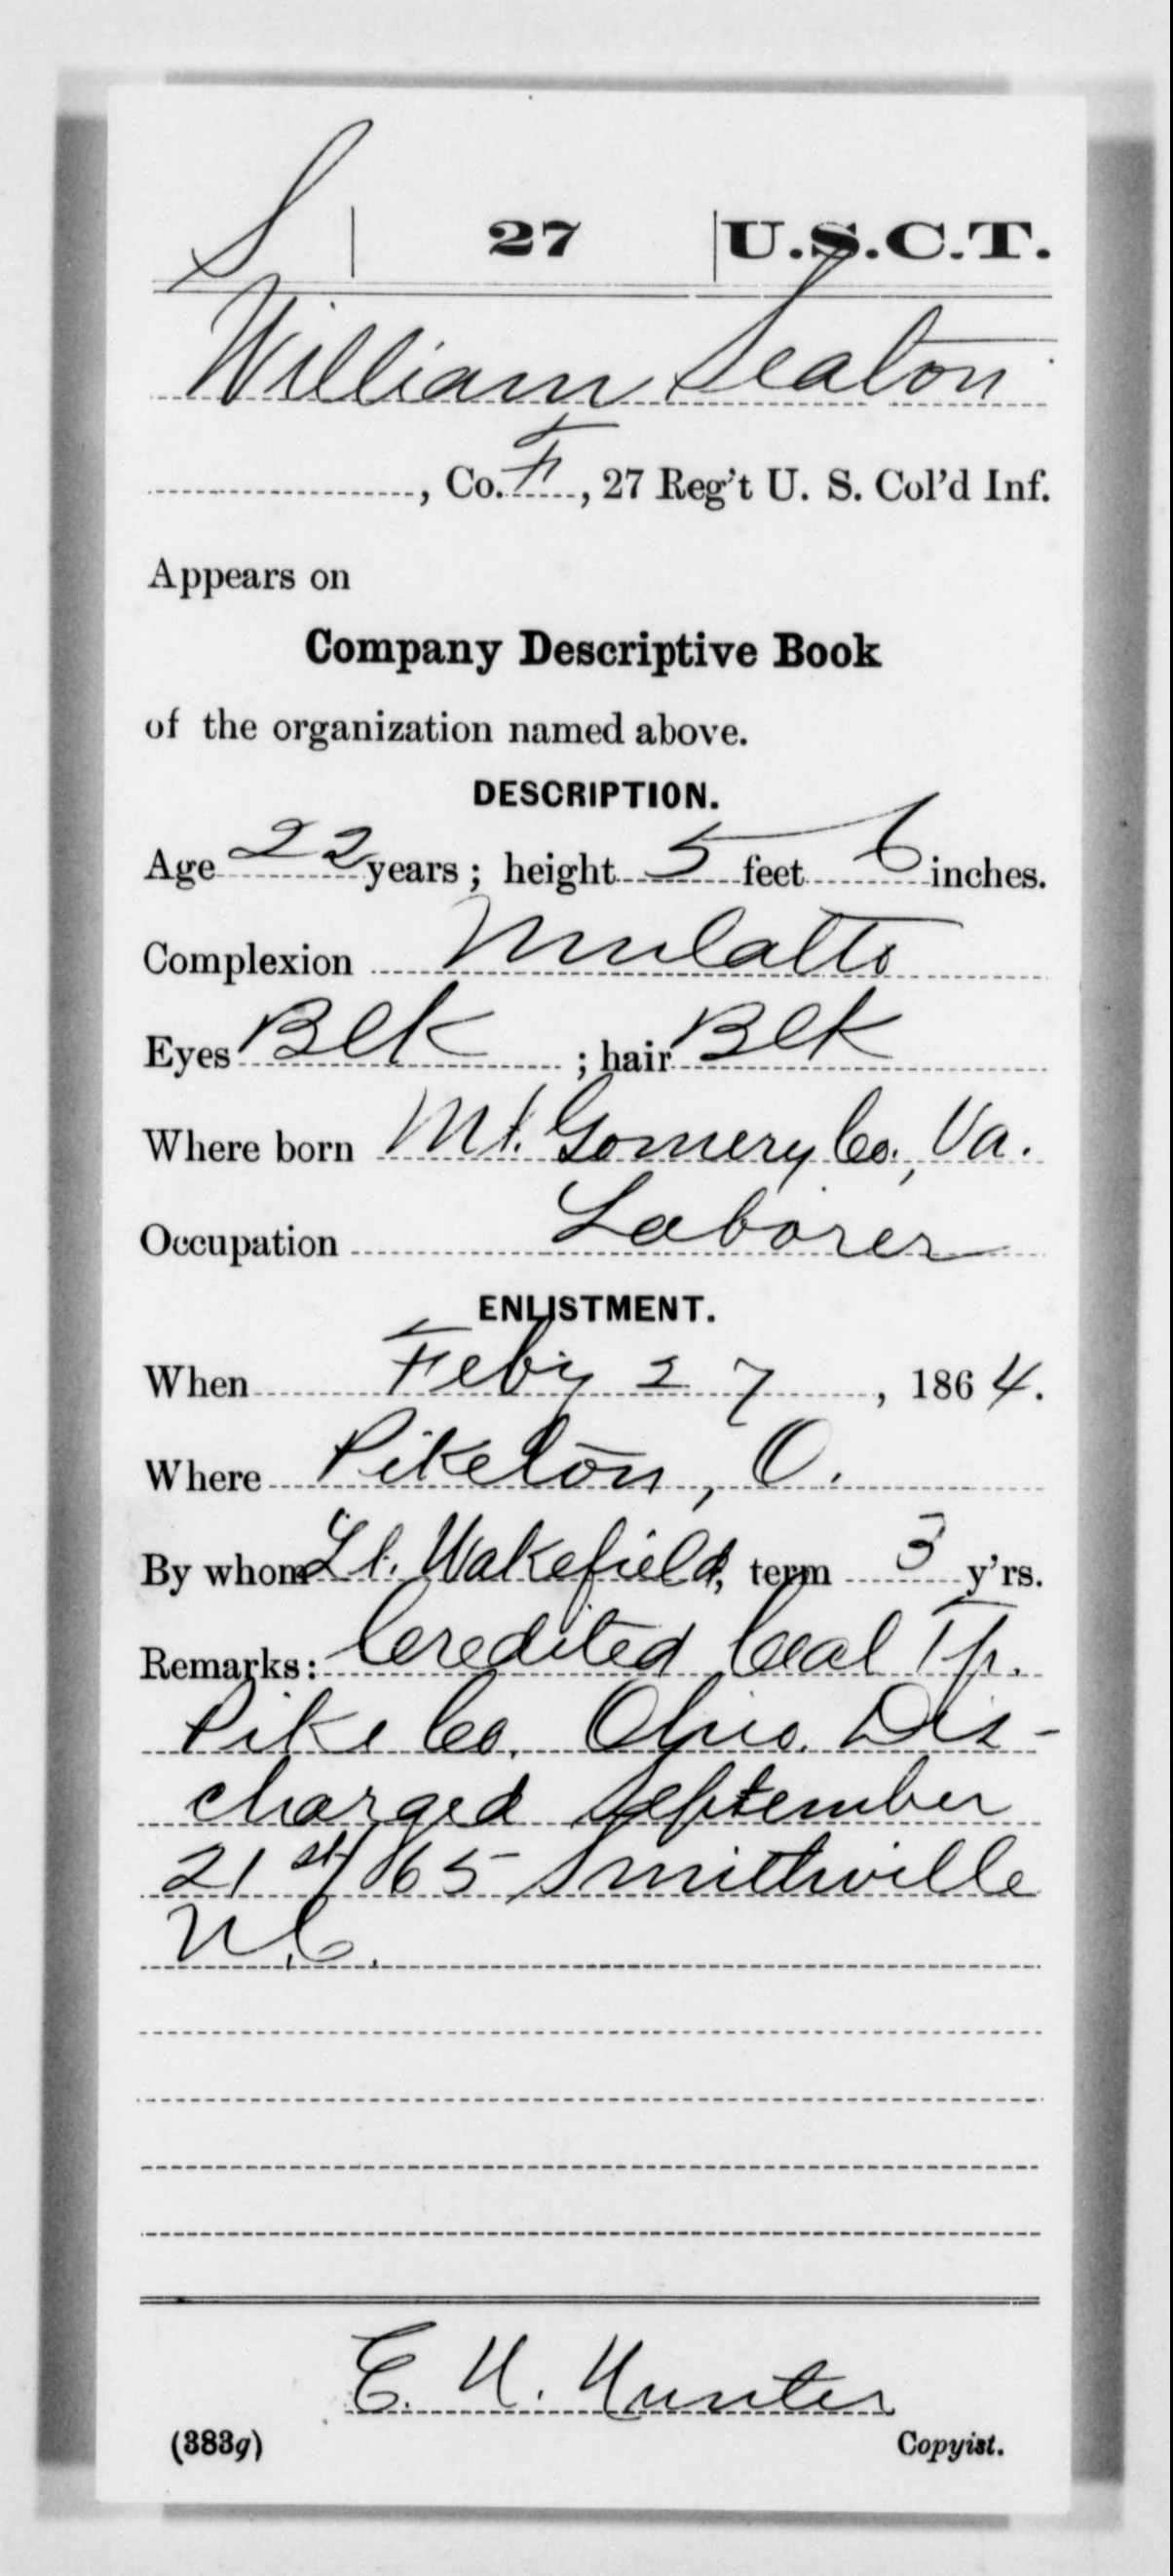 S | 27 | U.S.C.T.
William Seaton
, Co. F, 27 Reg't U. S. Col'd Inf.
Appears on
Company Descriptive Book
of the organization named above.
DESCRIPTION.
Age 22 years; height 5 feet 6 inches.
Complexion Mulatto
Eyes Blk; hair Blk
Where born Mt. Gomery Co., Va.
Occupation Laborer
ENLISTMENT.
When Feby 27, 1864.
Where Piketon, O.
By whom Lt. Wakefield, term 3 y'rs.
Remarks: Credited Beal Tp.
Pike Co. Ohio. Dis-
charged September
21st/65 Smithville
N.C.
E. H. Hunter
(383g) Copyist.